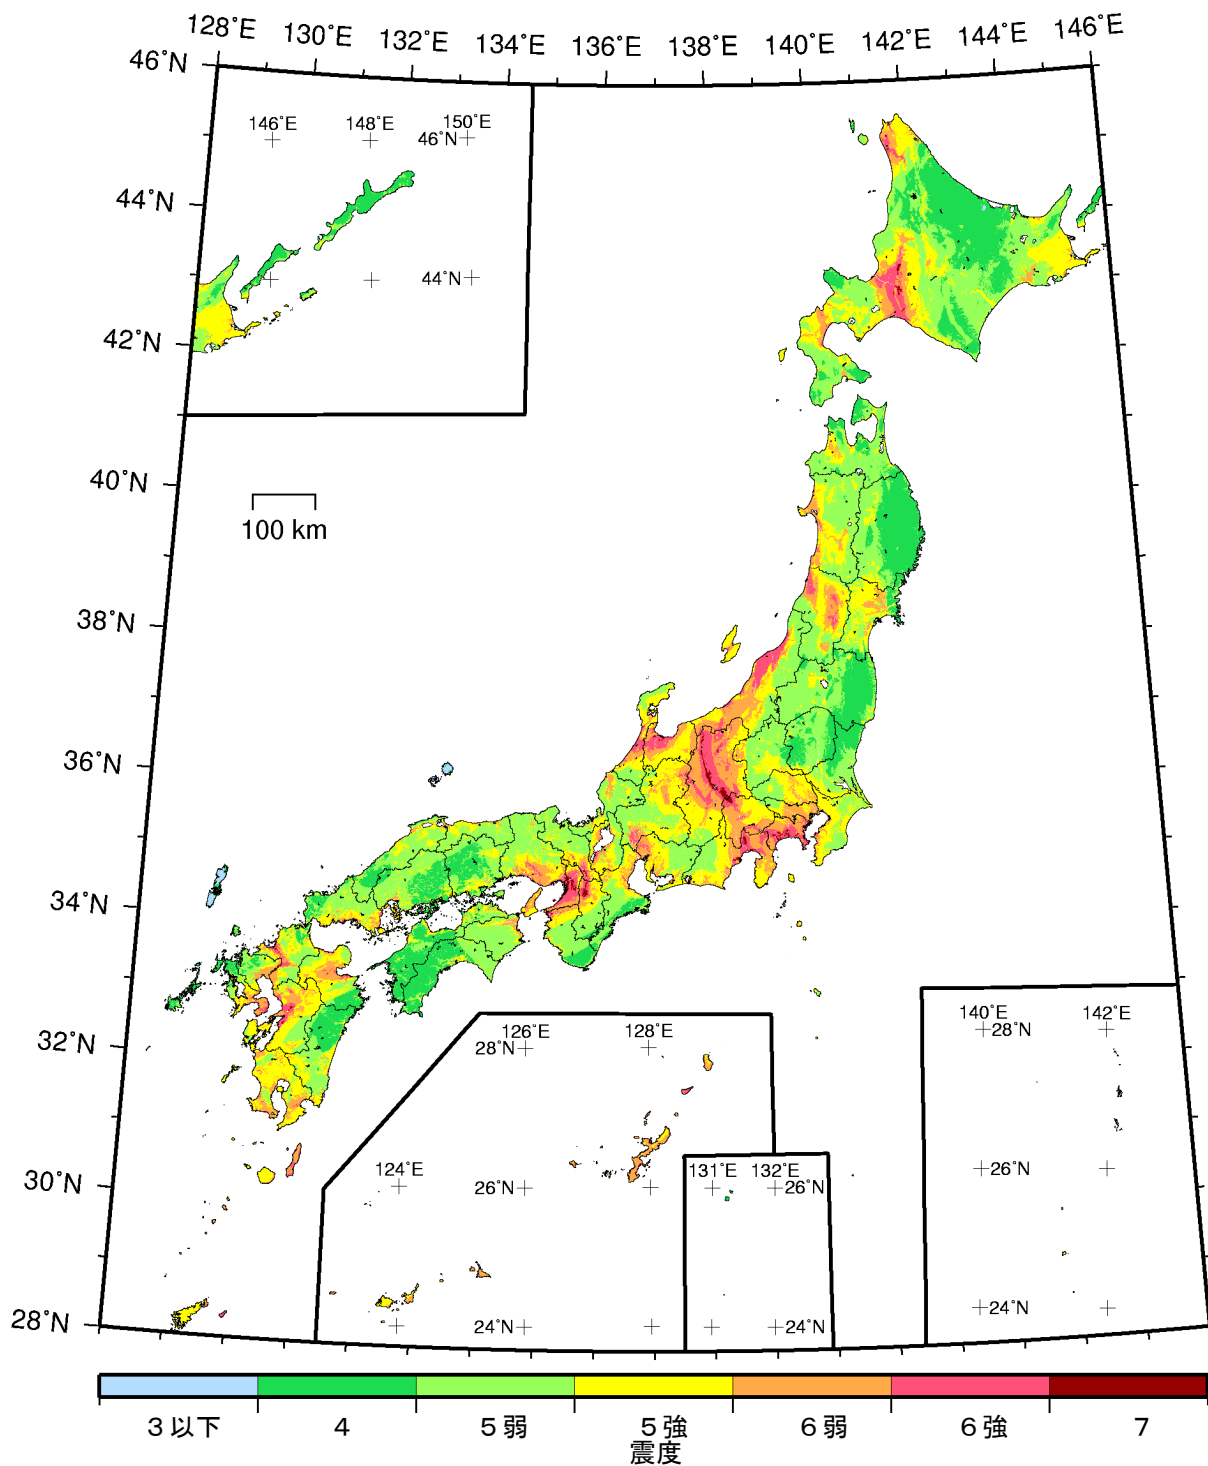 128°E 130°E 132°E 134°E 136°E 138°E 140°E 142°E 144°E 146°E
46°N
146°E 148°E 150°E
46°N
44°N
44°N
42°N
40°N
100 km
38°N
36°N
34°N
32°N
126°E 128°E
28°N
140°E 142°E
28°N
124°E
26°N
131°E 132°E
26°N
26°N
30°N
24°N
24°N
24°N
28°N
3以下 4 5弱 5強 6弱 6強 7
震度